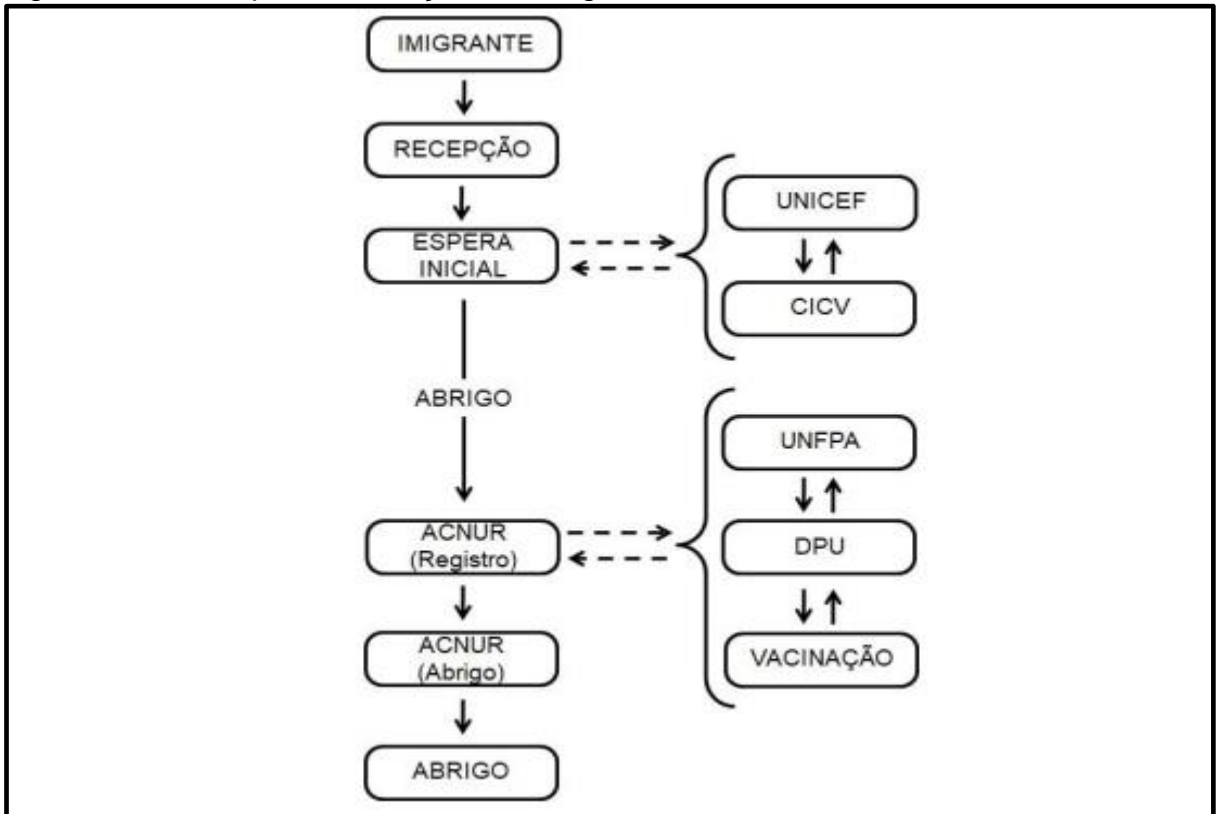 IMIGRANTE
RECEPÇÃO
ESPERA
INICIAL
UNICEF
CICV
ABRIGO
ACNUR
(Registro)
UNFPA
DPU
VACINAÇÃO
ACNUR
(Abrigo)
ABRIGO